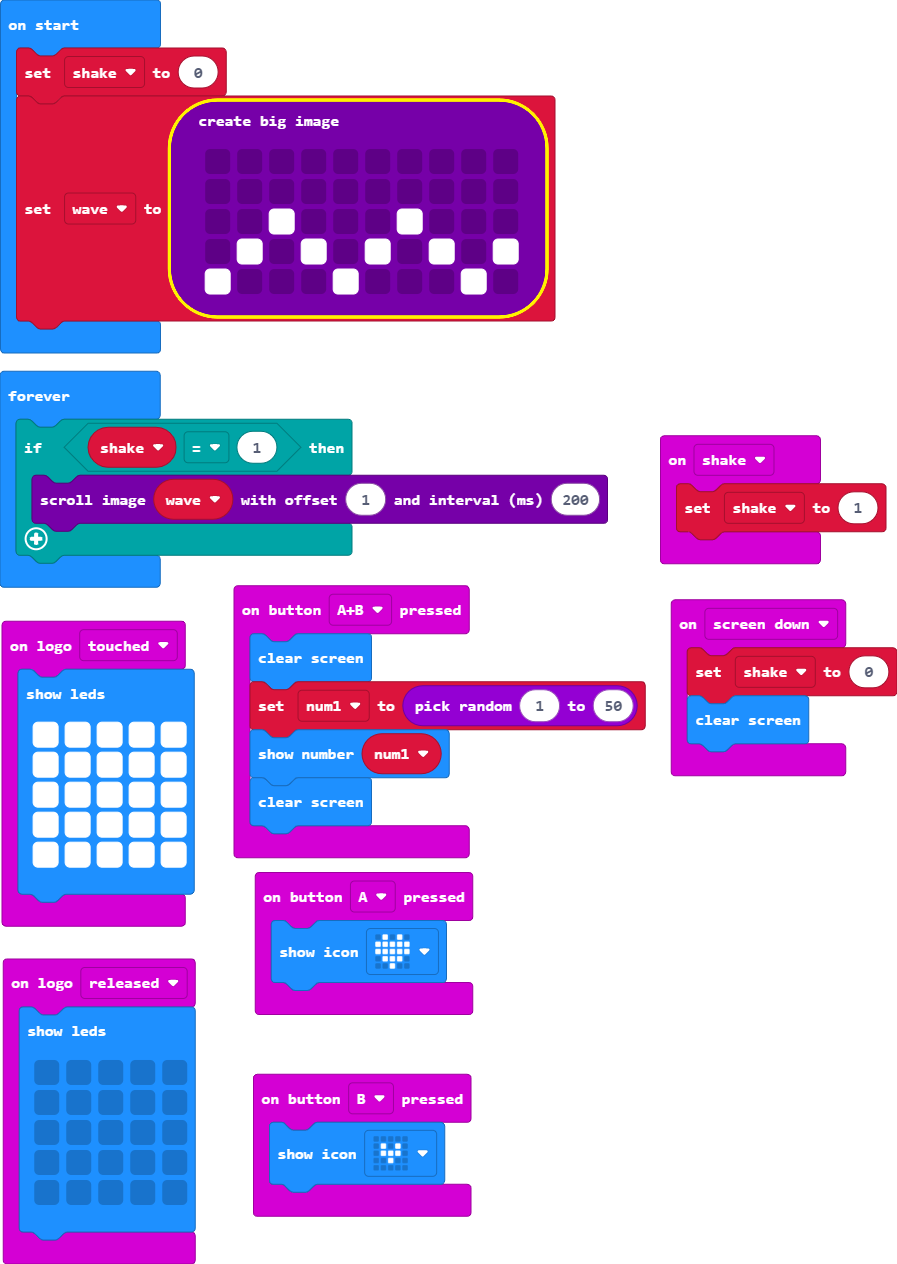 on start
set shake to 0
create big image
set wave to
forever
if shake = 1 then
scroll image wave with offset 1 and interval (ms) 200
on shake
set shake to 1
on logo touched
show leds
on button A+B pressed
clear screen
set num1 to pick random 1 to 50
show number num1
clear screen
on screen down
set shake to 0
clear screen
on button A pressed
show icon
on logo released
show leds
on button B pressed
show icon